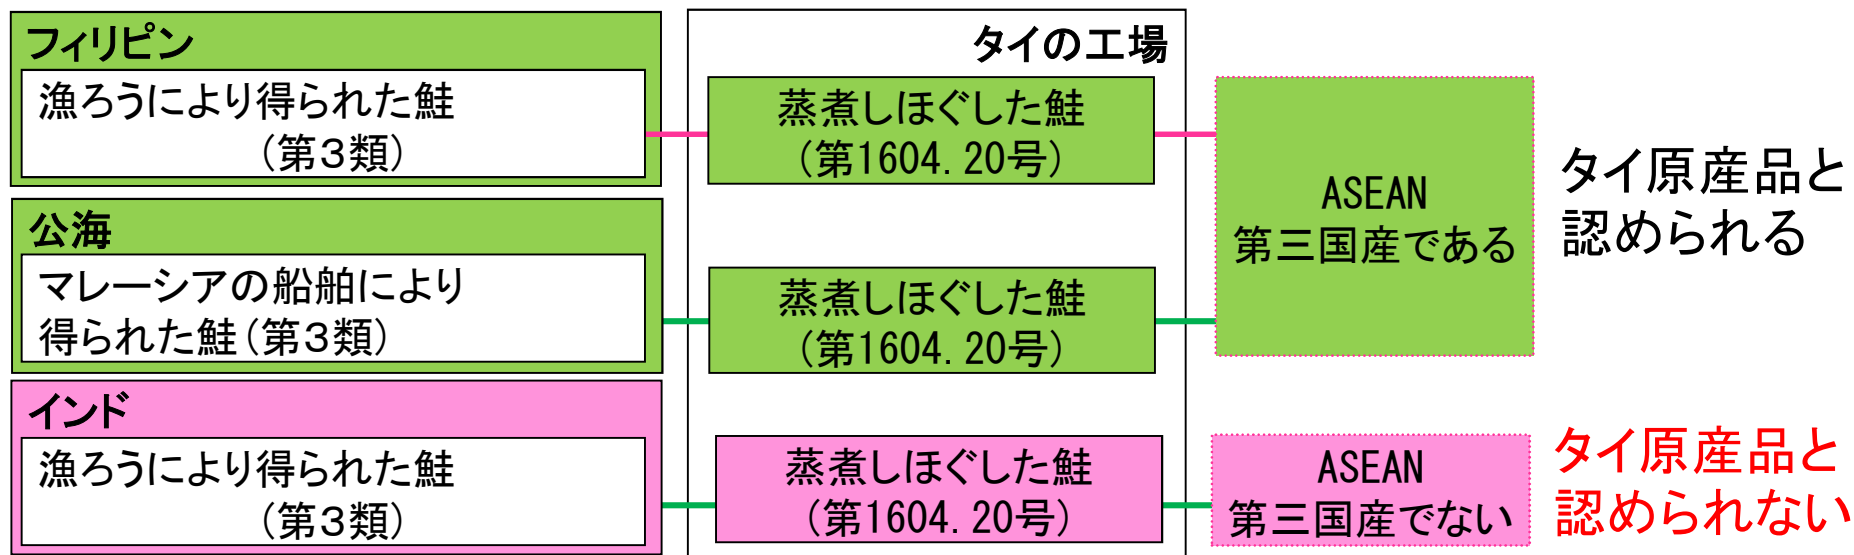 フィリピン
漁ろうにより得られた鮭
(第３類)
公海
マレーシアの船舶により
得られた鮭(第３類)
インド
漁ろうにより得られた鮭
(第３類)
タイの工場
蒸煮しほぐした鮭
(第1604.20号)
蒸煮しほぐした鮭
(第1604.20号)
蒸煮しほぐした鮭
(第1604.20号)
ASEAN
第三国産である
ASEAN
第三国産でない
タイ原産品と
認められる
タイ原産品と
認められない